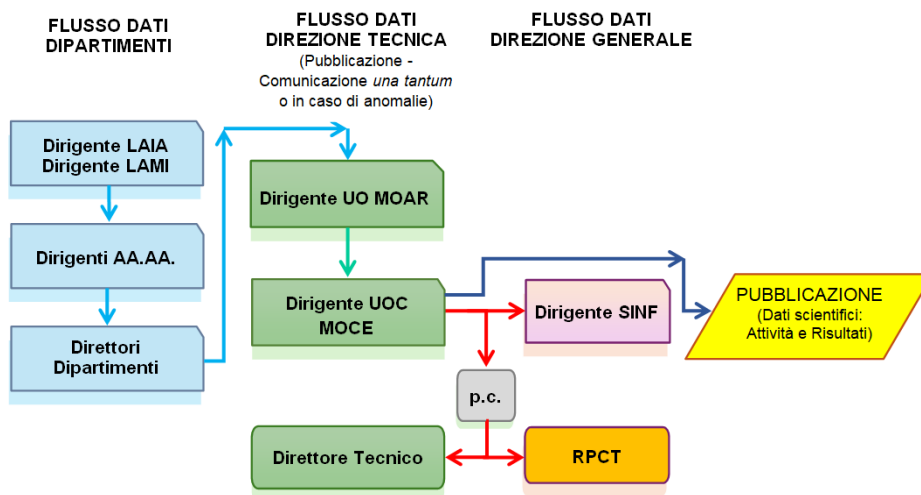 FLUSSO DATI
DIPARTIMENTI
FLUSSO DATI
DIREZIONE TECNICA
(Pubblicazione -
Comunicazione una tantum
o in caso di anomalie)
FLUSSO DATI
DIREZIONE GENERALE
Dirigente LAIA
Dirigente LAMI
Dirigenti AA.AA.
Direttori
Dipartimenti
Dirigente UO MOAR
Dirigente UOC
MOCE
Dirigente SINF
PUBBLICAZIONE
(Dati scientifici:
Attività e Risultati)
p.c.
Direttore Tecnico
RPCT